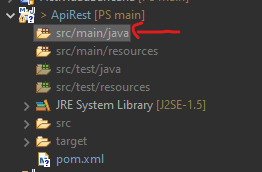 > ApiRest [PS main]
src/main/java
src/main/resources
src/test/java
src/test/resources
> JRE System Library [J2SE-1.5]
> src
> target
pom.xml